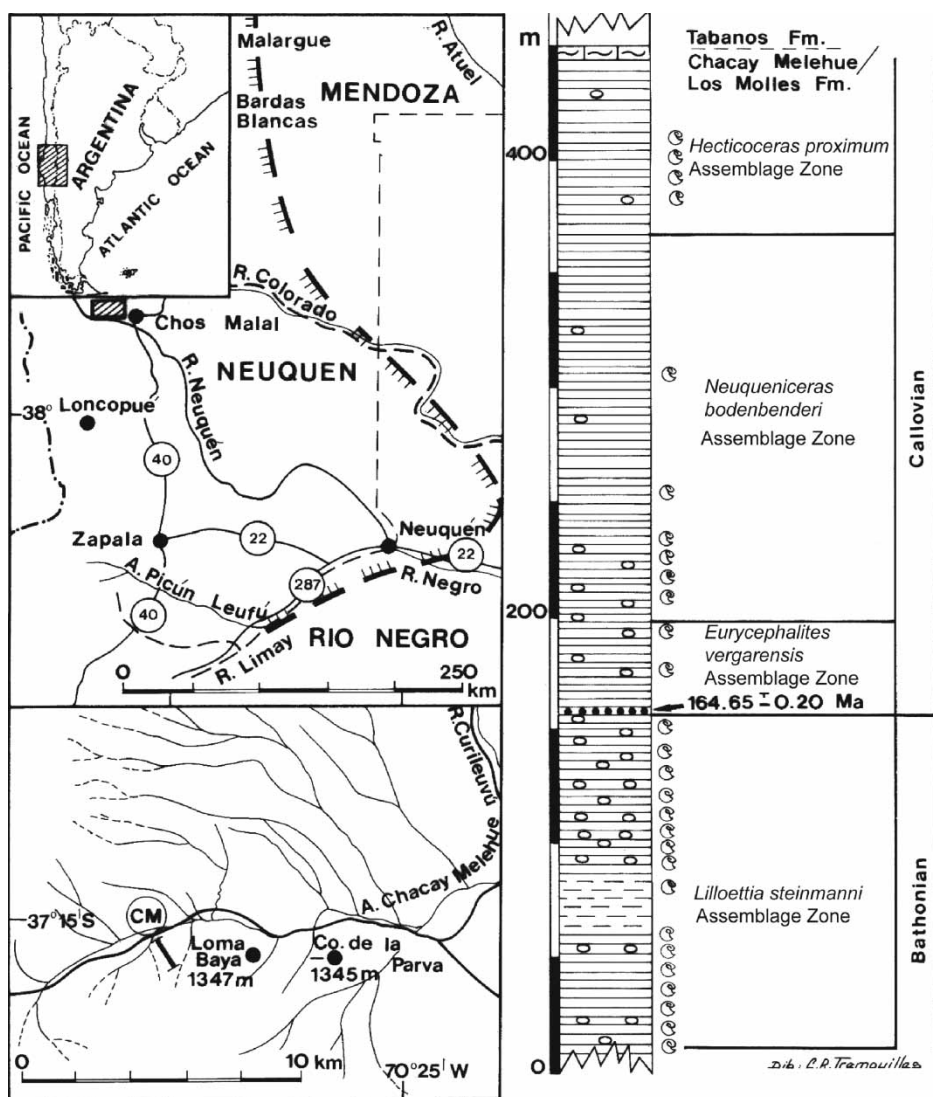 PACIFIC OCEAN
ARGENTINA
ATLANTIC OCEAN
Malargue
R. Atuel
MENDOZA
Bardas
Blancas
R. Colorado
Chos Malal
NEUQUEN
R. Neuquén
38°
Loncopué
40
Zapala
22
Neuquén
22
A. Picún Leufú
287
R. Negro
40
RIO NEGRO
R. Limay
0
250
km
R. Curileuvú
A. Chacay Melehue
37°15'S
CM
Loma
Baya
1347m
Co. de la
Parva
1345m
0
10 km
70°25' W
m
Tabanos Fm.
Chacay Melehue
Los Molles Fm.
400
Hecticoceras proximum
Assemblage Zone
Neuqueniceras
bodenbenderi
Assemblage Zone
Callovian
200
Eurycephalites
vergarensis
Assemblage Zone
164.65 ± 0.20 Ma
Lilloettia steinmanni
Assemblage Zone
Bathonian
0
Dib: C.R. Tremouilles